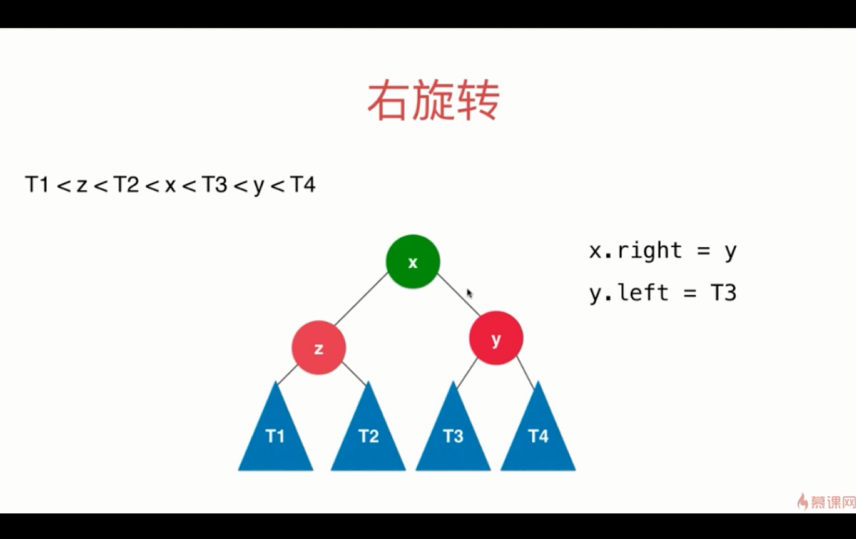 右旋转
T1 < z < T2 < x < T3 < y < T4
x
x.right = y
y.left = T3
z
y
T1
T2
T3
T4
慕课网